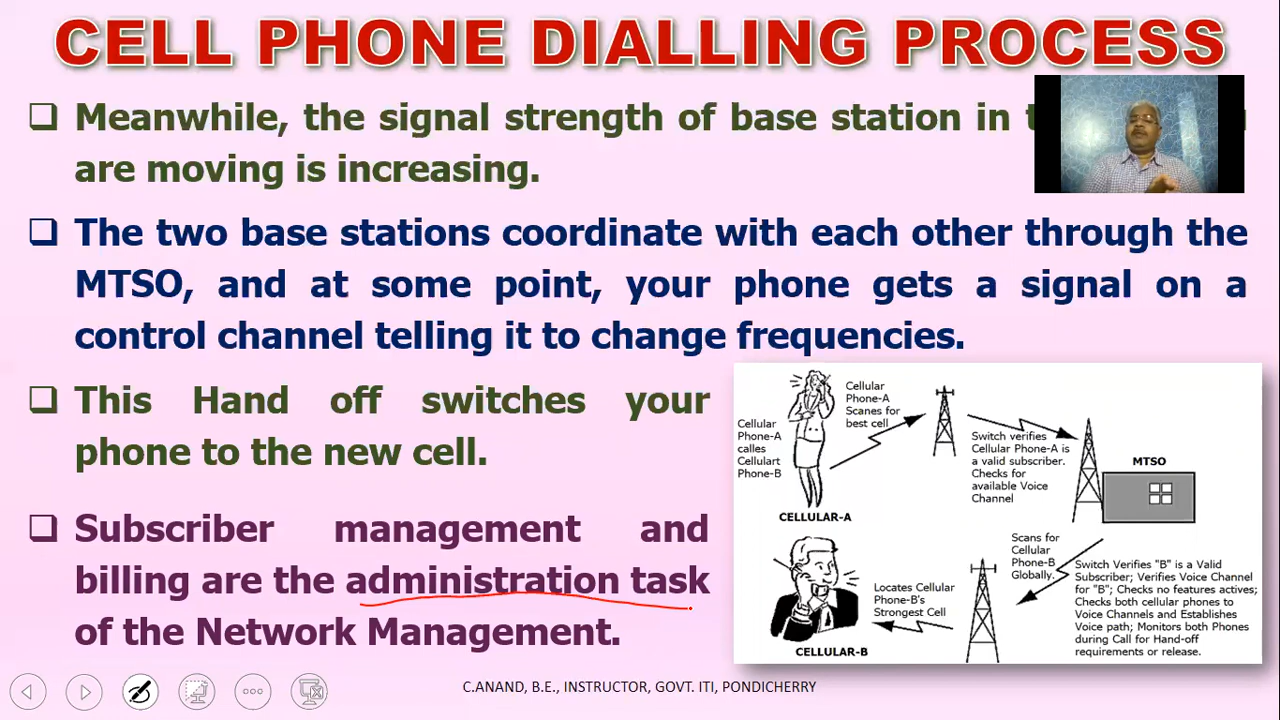 CELL PHONE DIALLING PROCESS
Meanwhile, the signal strength of base station in
are moving is increasing.
The two base stations coordinate with each other through the
MTSO, and at some point, your phone gets a signal on a
control channel telling it to change frequencies.
This Hand off switches your
phone to the new cell.
Subscriber management and
billing are the administration task
of the Network Management.
Cellular
Phone-A
calles
Cellulart
Phone-B
CELLULAR-A
Cellular
Phone-A
Scanes for
best cell
Switch verifies
Cellular Phone-A is
a valid subscriber.
Checks for
available Voice
Channel
MTSO
Scans for
Cellular
Phone-B
Globally.
Switch Verifies "B" is a Valid
Subscriber; Verifies Voice Channel
for "B"; Checks no features actives;
Checks both cellular phones to
Voice Channels and Establishes
Voice path; Monitors both Phones
during Call for Hand-off
requirements or release.
Locates Cellular
Phone-B's
Strongest Cell
CELLULAR-B
C.ANAND, B.E., INSTRUCTOR, GOVT. ITI, PONDICHERRY